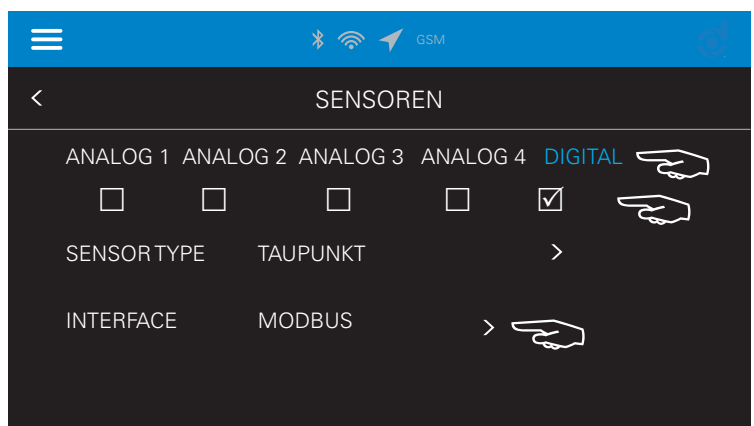 GSM
SENSOREN
ANALOG 1 ANALOG 2 ANALOG 3 ANALOG 4 DIGITAL
SENSOR TYPE TAUPUNKT >
INTERFACE MODBUS >